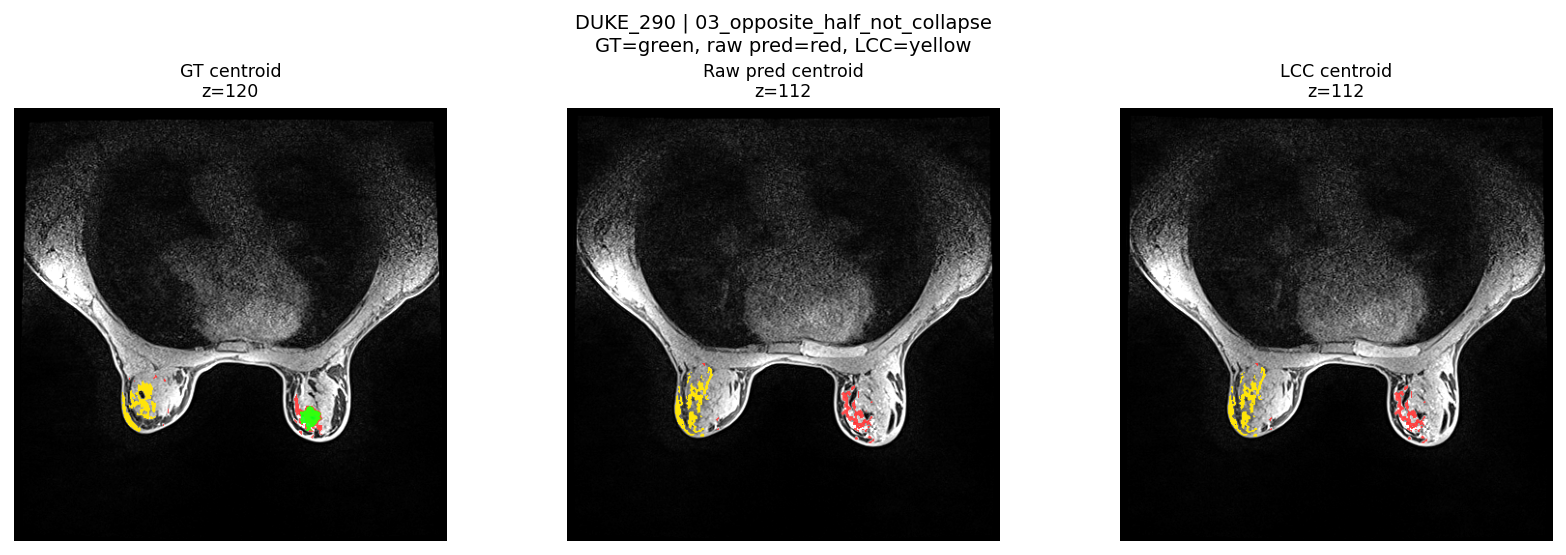 DUKE_290 | 03_opposite_half_not_collapse
GT=green, raw pred=red, LCC=yellow
GT centroid
z=120
Raw pred centroid
z=112
LCC centroid
z=112